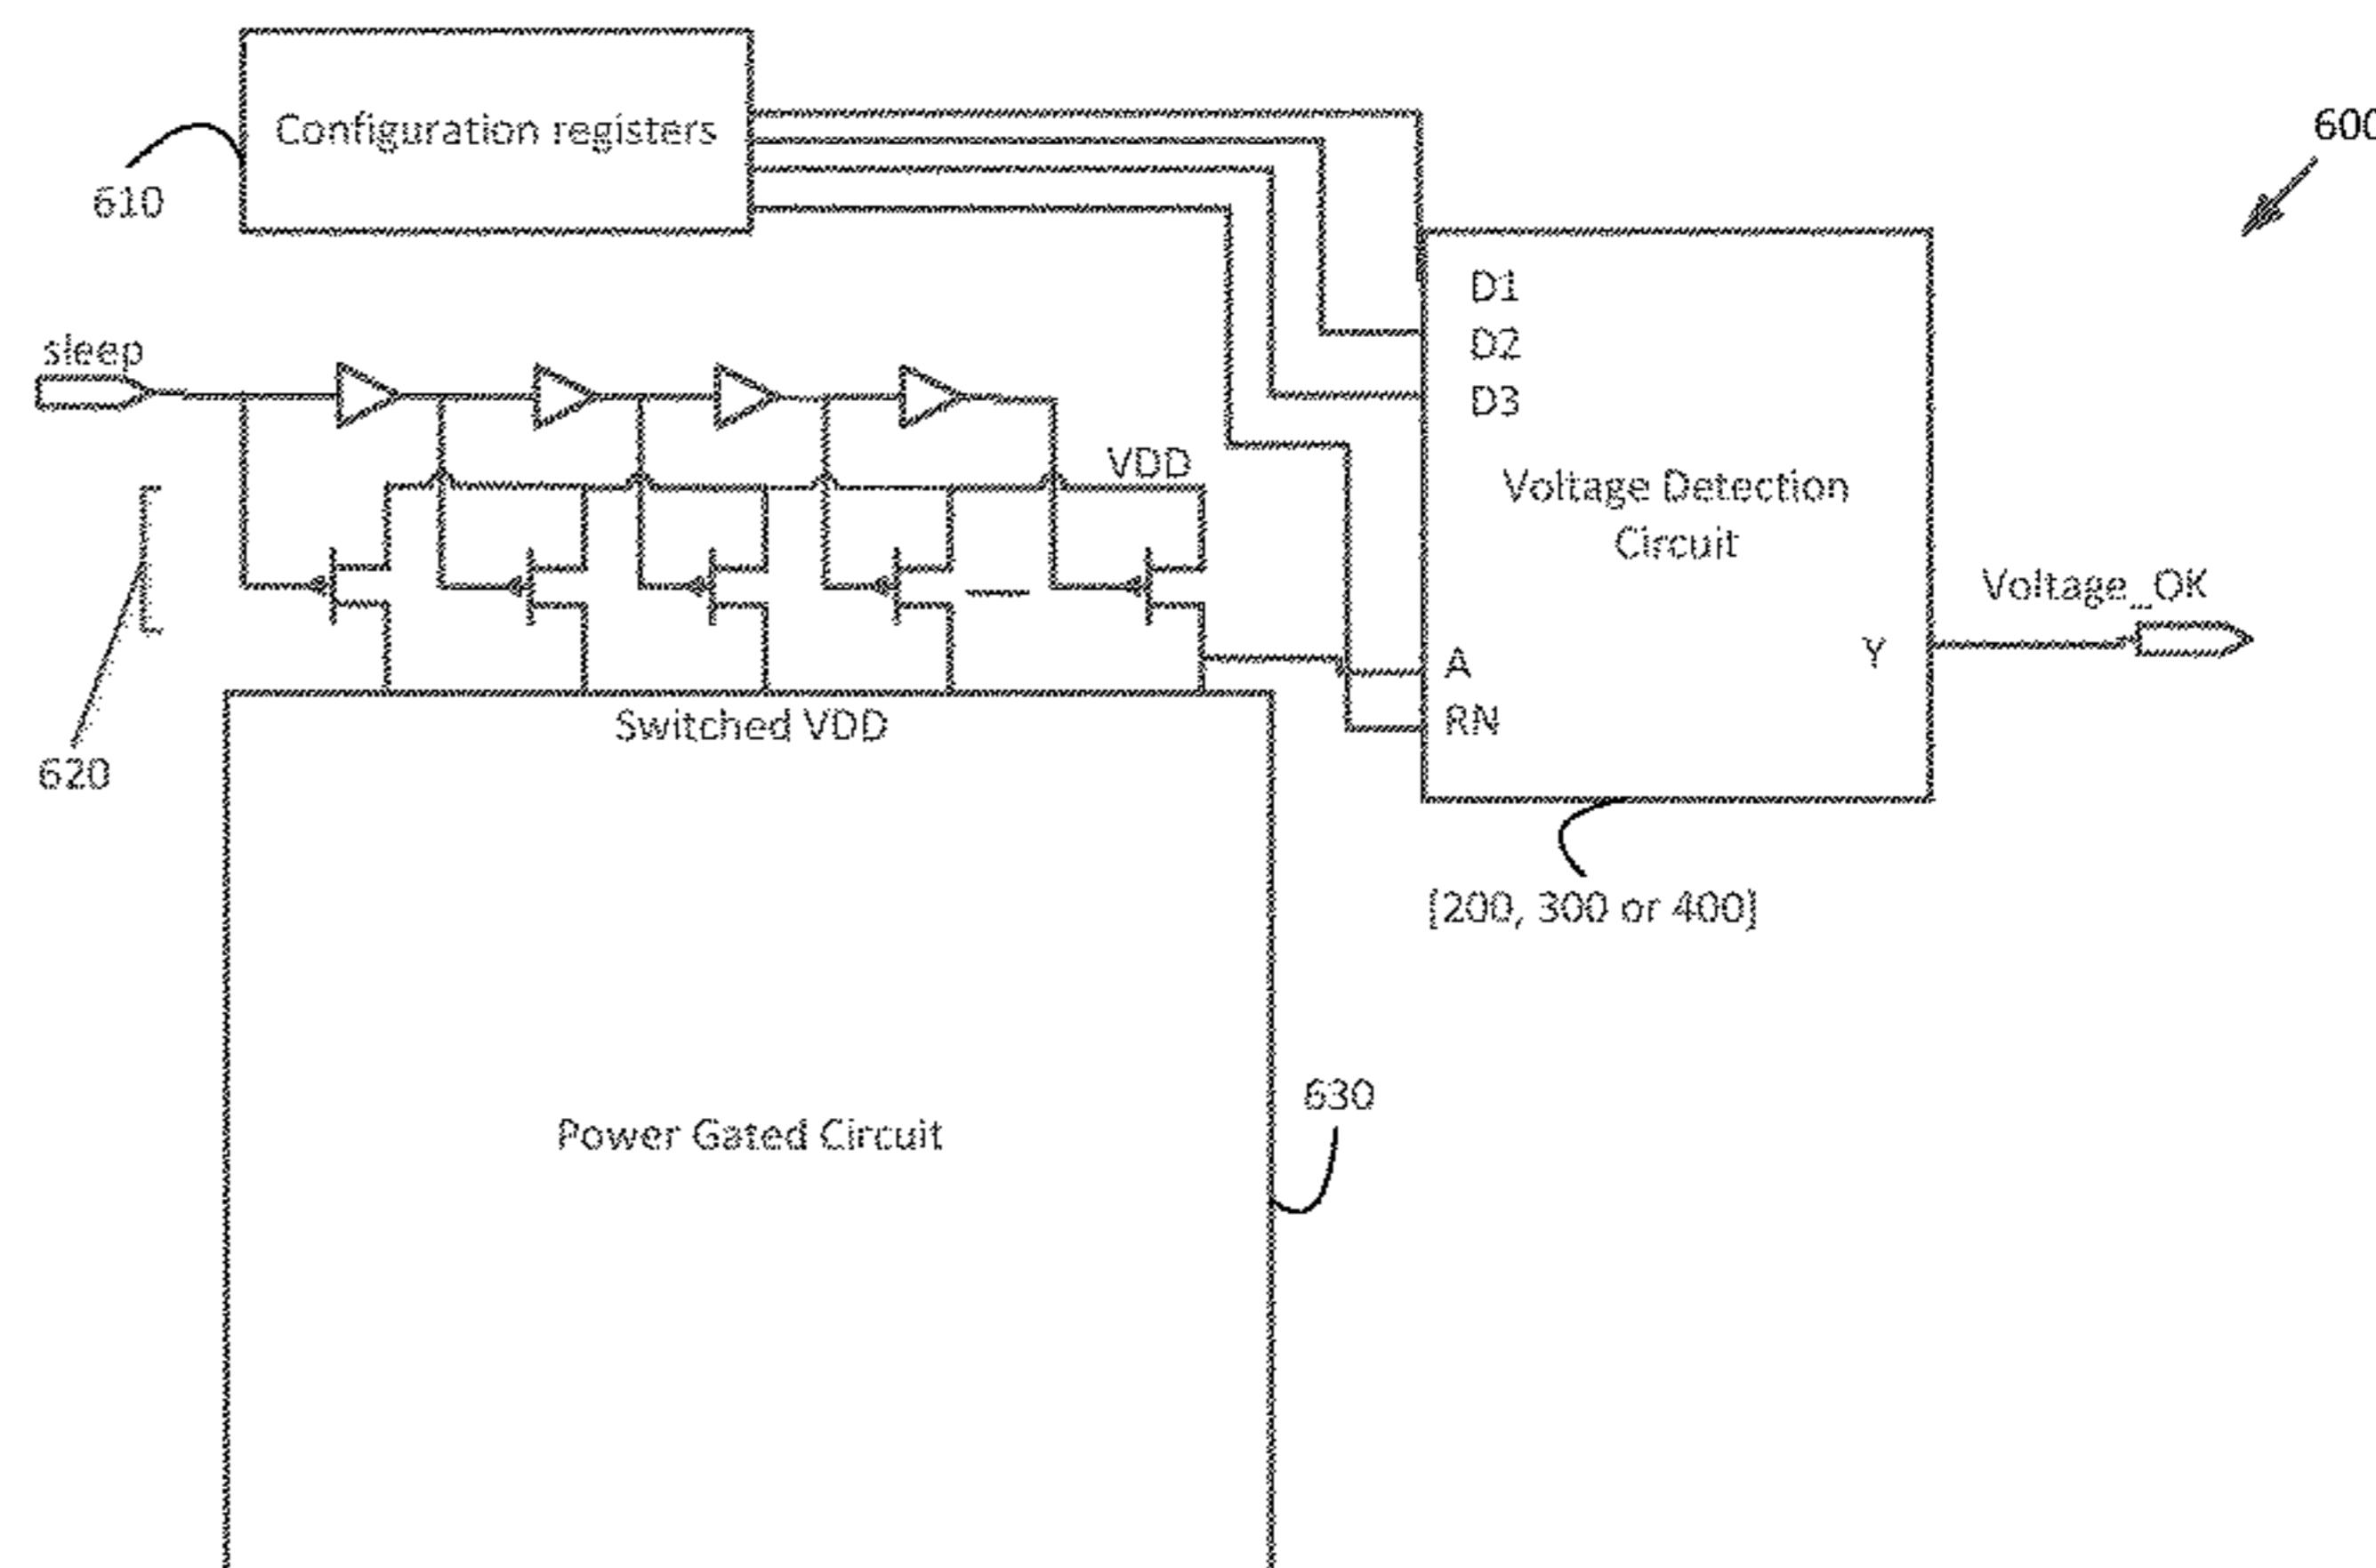 Configuration registers
600
610
D1
sleep
D2
D3
VDD
Voltage Detection
Circuit
Voltage_OK
A
Y
Switched VDD
RN
620
[200, 300 or 400]
630
Power Gated Circuit